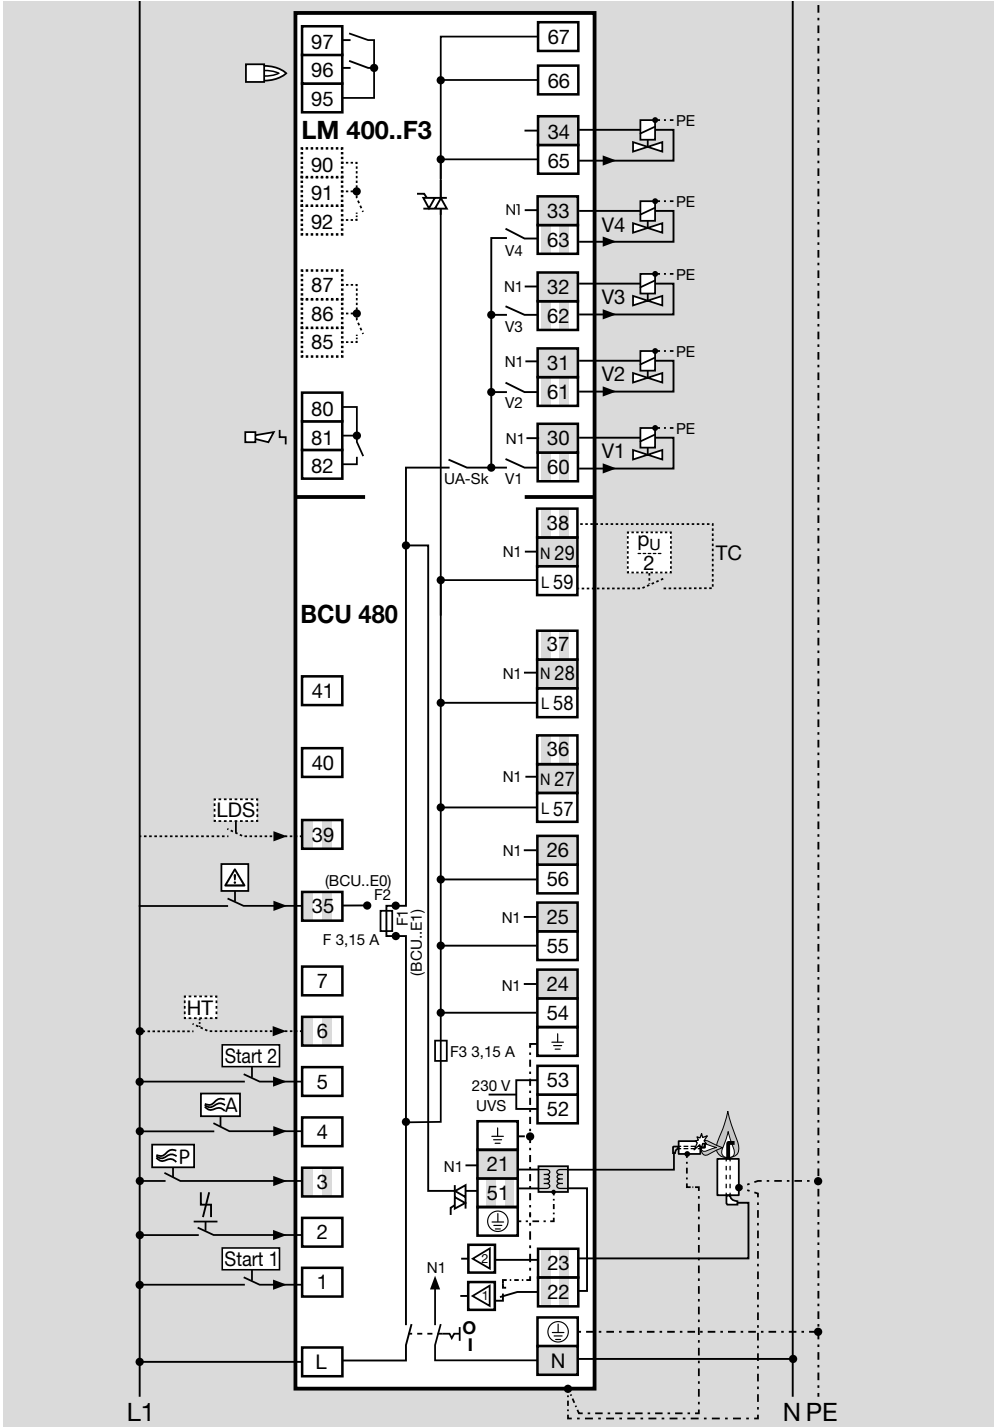 97
67
96
66
95
LM 400..F3
34
PE
65
90
91
92
N1
33
PE
V4
63
V4
87
86
85
N1
32
PE
V3
62
V3
N1
31
PE
V2
61
V2
80
81
82
N1
30
PE
V1
60
UA-Sk
V1
38
N1
N 29
pU
2
TC
L 59
BCU 480
37
N1
N 28
L 58
41
36
N1
N 27
L 57
40
LDS
39
N1
26
56
(BCU..E0)
F2
35
F1
(BCU..E1)
F 3,15 A
N1
25
55
7
N1
24
54
HT
6
F3 3,15 A
Start 2
5
230 V
UVS
53
52
A
4
P
3
N1
21
51
2
2
23
Start 1
1
N1
1
22
O
I
L
N
L1
N PE